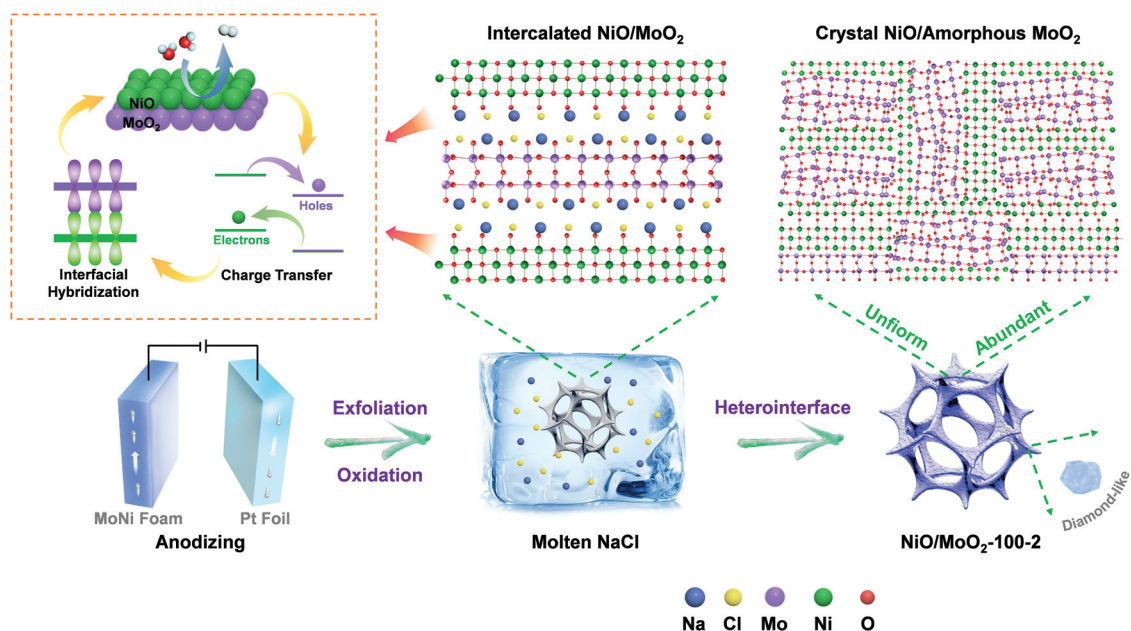 NiO
MoO₂
Holes
Electrons
Interfacial
Hybridization
Charge Transfer
Intercalated NiO/MoO₂
Crystal NiO/Amorphous MoO₂
Unfiorm
Abundant
MoNi Foam
Pt Foil
Anodizing
Exfoliation
Oxidation
Molten NaCl
Heterointerface
Diamond-like
NiO/MoO₂-100-2
Na Cl Mo Ni O